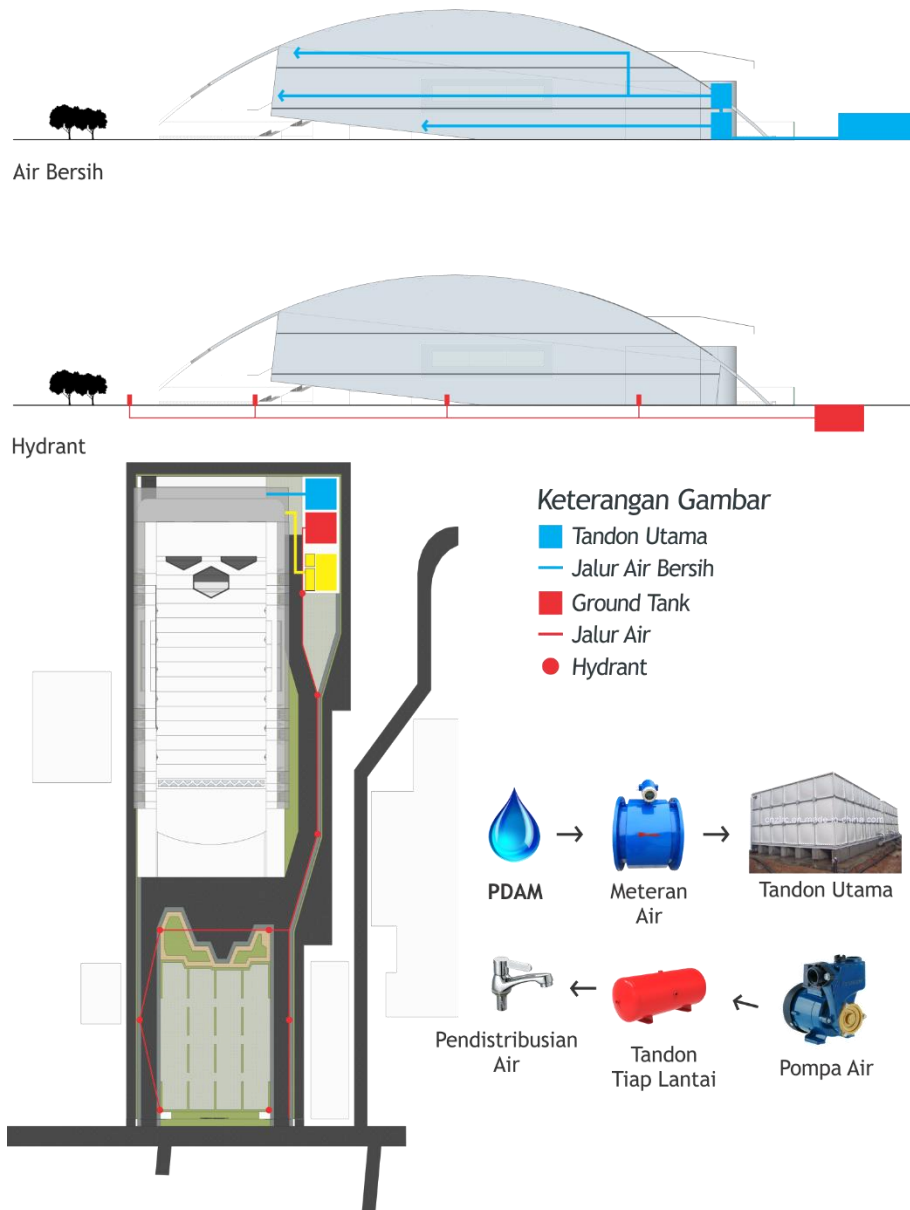 Air Bersih
Hydrant
Keterangan Gambar
Tandon Utama
Jalur Air Bersih
Ground Tank
Jalur Air
Hydrant
PDAM
Meteran
Air
Tandon Utama
Pendistribusian
Air
Tandon
Tiap Lantai
Pompa Air